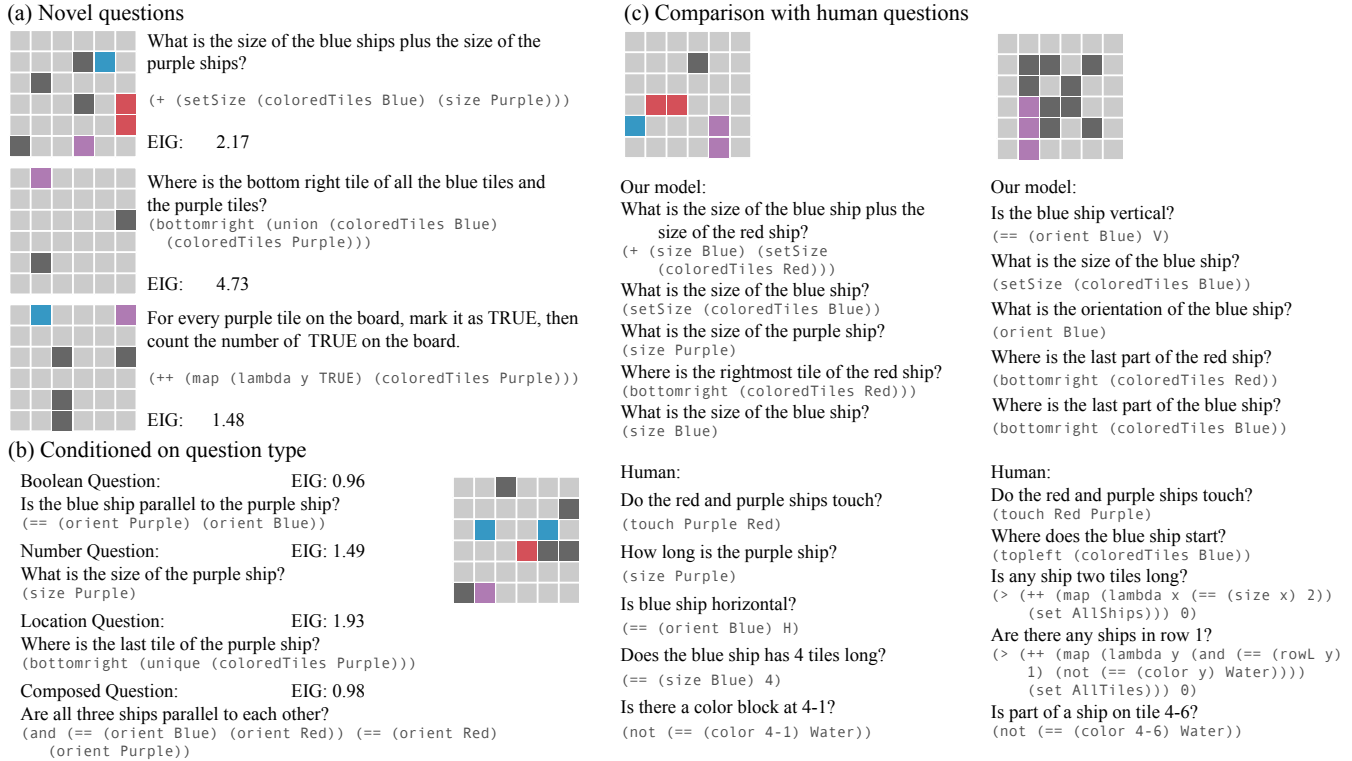 (a) Novel questions
What is the size of the blue ships plus the size of the
purple ships?
(+ (setSize (coloredTiles Blue) (size Purple)))
EIG: 2.17
Where is the bottom right tile of all the blue tiles and
the purple tiles?
(bottomright (union (coloredTiles Blue)
(coloredTiles Purple)))
EIG: 4.73
For every purple tile on the board, mark it as TRUE, then
count the number of TRUE on the board.
(++ (map (lambda y TRUE) (coloredTiles Purple)))
EIG: 1.48
(b) Conditioned on question type
Boolean Question: EIG: 0.96
Is the blue ship parallel to the purple ship?
(== (orient Purple) (orient Blue))
Number Question: EIG: 1.49
What is the size of the purple ship?
(size Purple)
Location Question: EIG: 1.93
Where is the last tile of the purple ship?
(bottomright (unique (coloredTiles Purple)))
Composed Question: EIG: 0.98
Are all three ships parallel to each other?
(and (== (orient Blue) (orient Red)) (== (orient Red)
(orient Purple))
(c) Comparison with human questions
Our model:
What is the size of the blue ship plus the
size of the red ship?
(+ (size Blue) (setSize
(coloredTiles Red)))
What is the size of the blue ship?
(setSize (coloredTiles Blue))
What is the size of the purple ship?
(size Purple)
Where is the rightmost tile of the red ship?
(bottomright (coloredTiles Red)))
What is the size of the blue ship?
(size Blue)
Human:
Do the red and purple ships touch?
(touch Purple Red)
How long is the purple ship?
(size Purple)
Is blue ship horizontal?
(== (orient Blue) H)
Does the blue ship has 4 tiles long?
(== (size Blue) 4)
Is there a color block at 4-1?
(not (== (color 4-1) Water))
Our model:
Is the blue ship vertical?
(== (orient Blue) V)
What is the size of the blue ship?
(setSize (coloredTiles Blue))
What is the orientation of the blue ship?
(orient Blue)
Where is the last part of the red ship?
(bottomright (coloredTiles Red))
Where is the last part of the blue ship?
(bottomright (coloredTiles Blue))
Human:
Do the red and purple ships touch?
(touch Red Purple)
Where does the blue ship start?
(topleft (coloredTiles Blue))
Is any ship two tiles long?
(> (++ (map (lambda x (== (size x) 2))
(set AllShips))) 0)
Are there any ships in row 1?
(> (++ (map (lambda y (and (== (rowL y)
1) (not (== (color y) Water))))
(set AllTiles))) 0)
Is part of a ship on tile 4-6?
(not (== (color 4-6) Water))